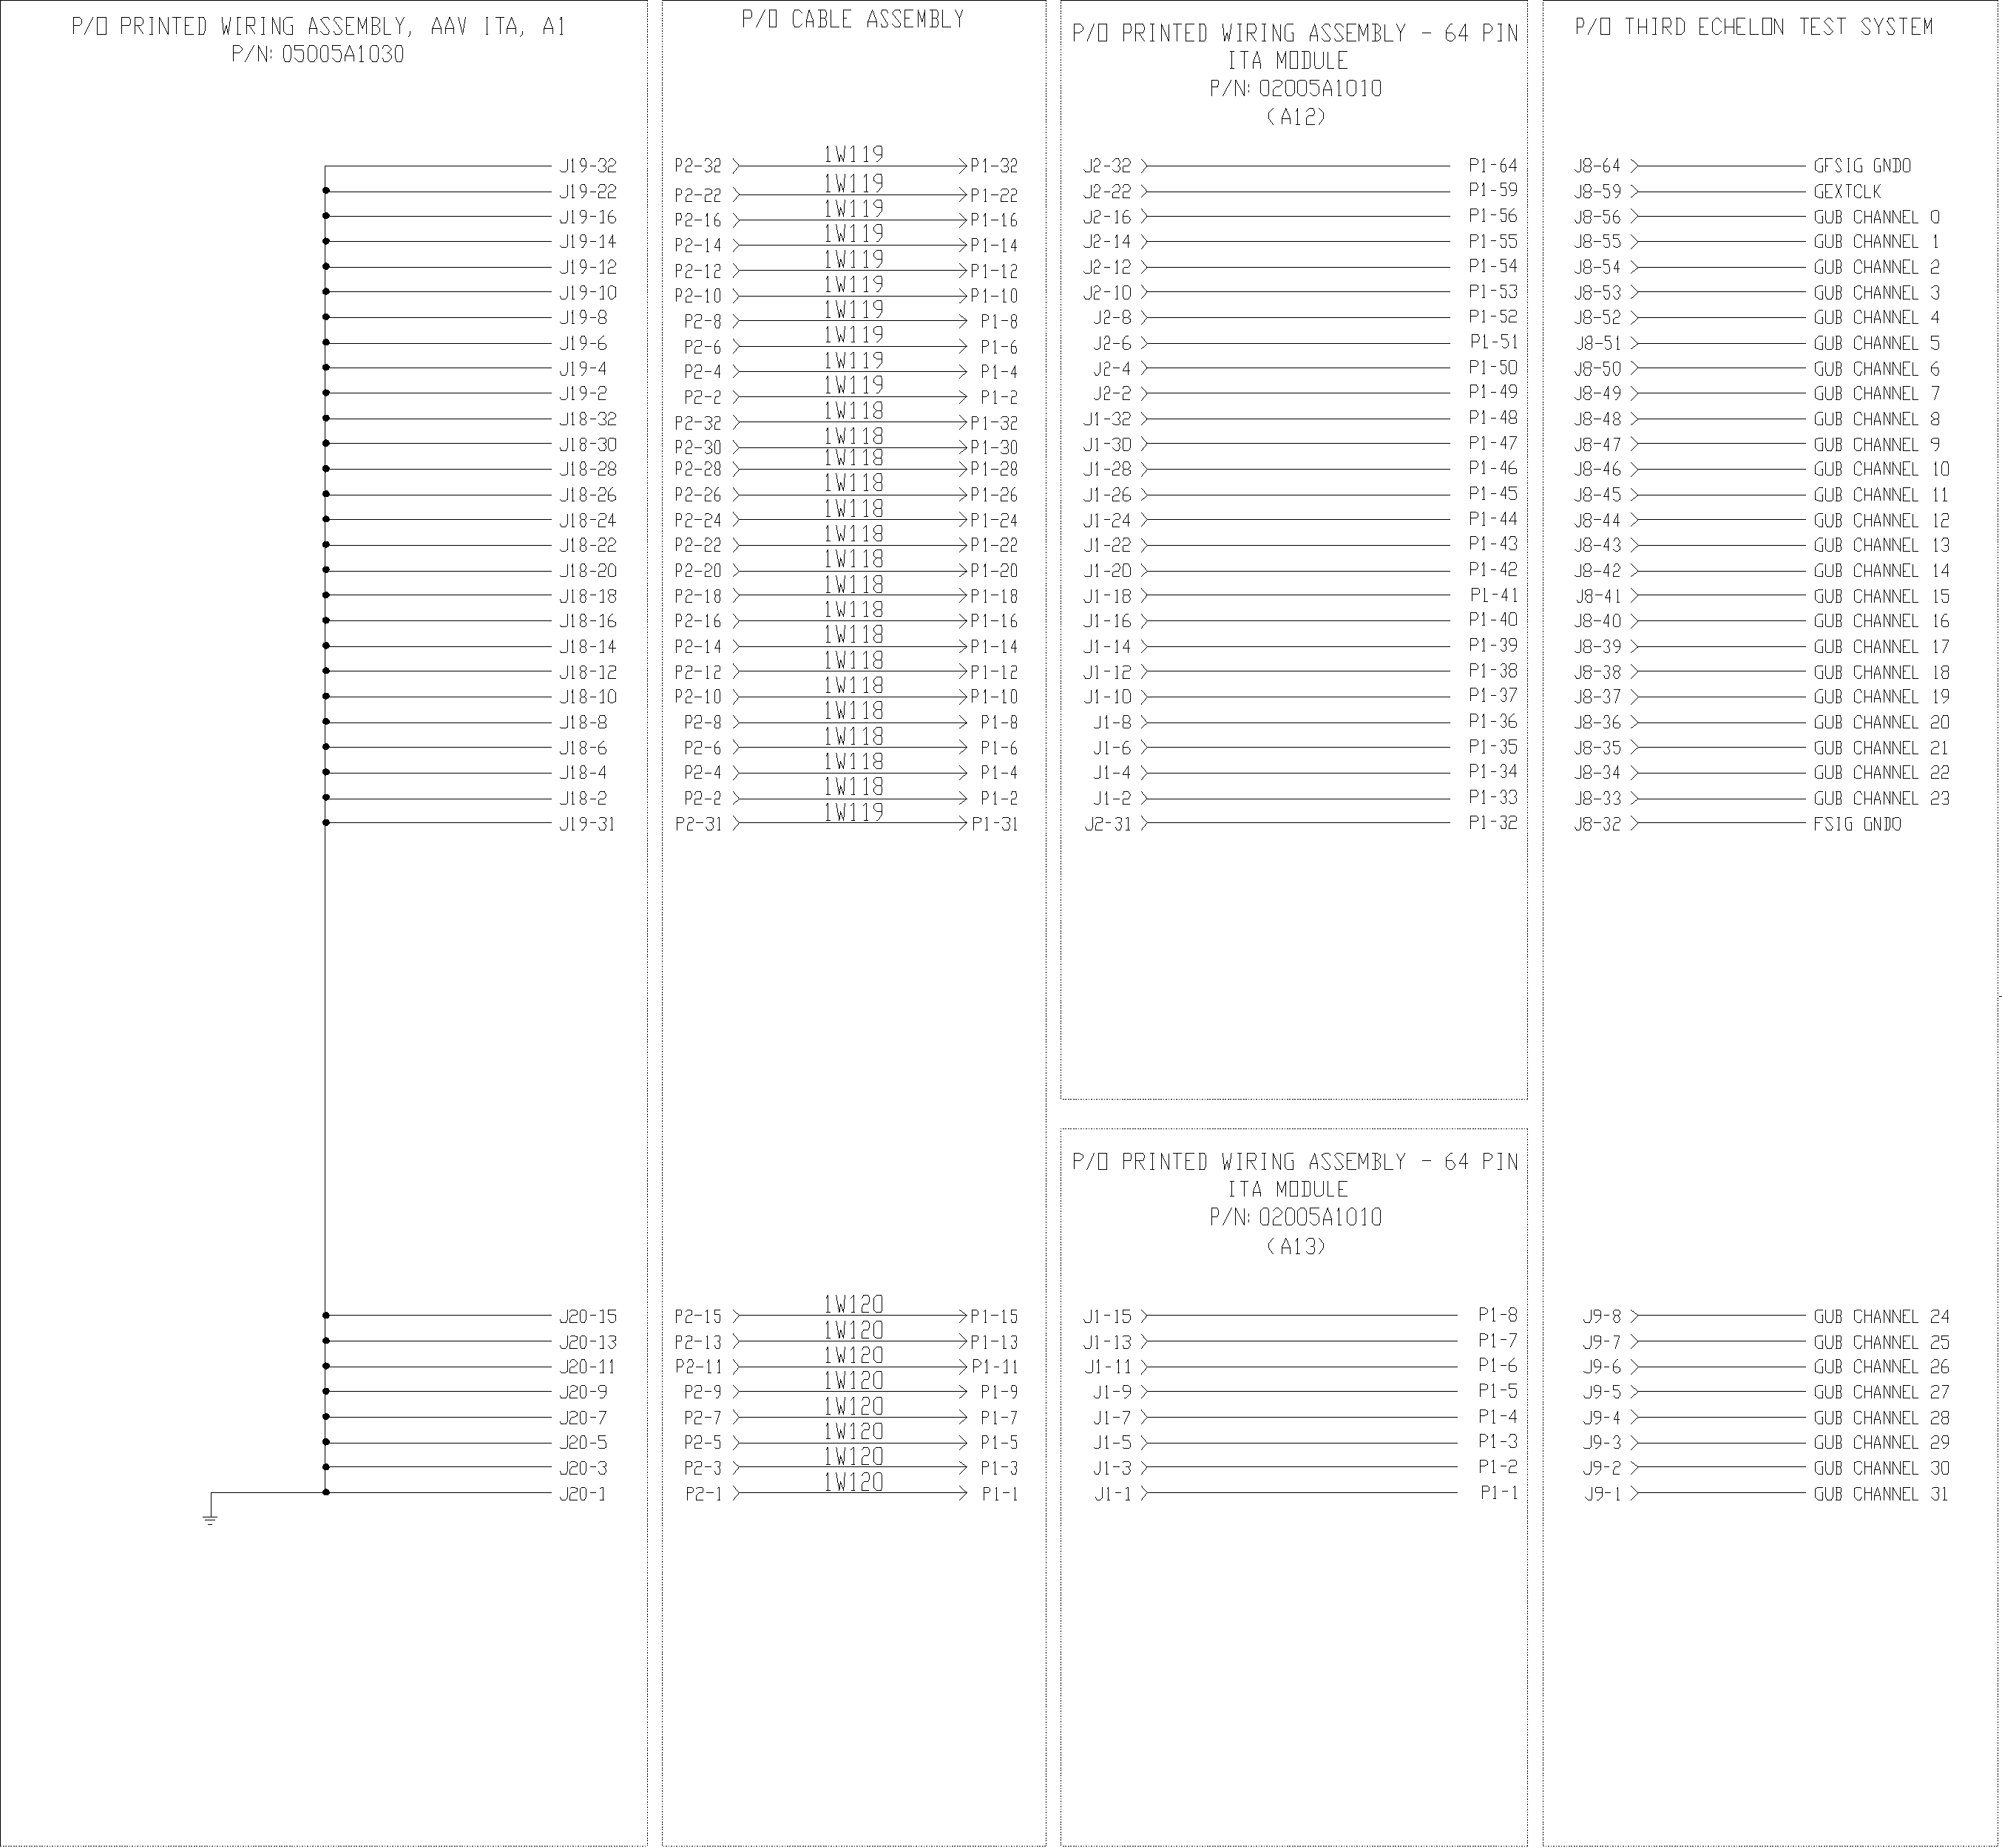 P/O PRINTED WIRING ASSEMBLY, AAV ITA, A1
P/N: 05005A1030
P/O CABLE ASSEMBLY
P/O PRINTED WIRING ASSEMBLY - 64 PIN
ITA MODULE
P/N: 02005A1010
(A12)
P/O THIRD ECHELON TEST SYSTEM
J19-32 P2-32 1W119 P1-32 J2-32 P1-64 J8-64 GFSIG GND0
J19-22 P2-22 1W119 P1-22 J2-22 P1-59 J8-59 GEXTCLK
J19-16 P2-16 1W119 P1-16 J2-16 P1-56 J8-56 GUB CHANNEL 0
J19-14 P2-14 1W119 P1-14 J2-14 P1-55 J8-55 GUB CHANNEL 1
J19-12 P2-12 1W119 P1-12 J2-12 P1-54 J8-54 GUB CHANNEL 2
J19-10 P2-10 1W119 P1-10 J2-10 P1-53 J8-53 GUB CHANNEL 3
J19-8 P2-8 1W119 P1-8 J2-8 P1-52 J8-52 GUB CHANNEL 4
J19-6 P2-6 1W119 P1-6 J2-6 P1-51 J8-51 GUB CHANNEL 5
J19-4 P2-4 1W119 P1-4 J2-4 P1-50 J8-50 GUB CHANNEL 6
J19-2 P2-2 1W119 P1-2 J2-2 P1-49 J8-49 GUB CHANNEL 7
J18-32 P2-32 1W118 P1-32 J1-32 P1-48 J8-48 GUB CHANNEL 8
J18-30 P2-30 1W118 P1-30 J1-30 P1-47 J8-47 GUB CHANNEL 9
J18-28 P2-28 1W118 P1-28 J1-28 P1-46 J8-46 GUB CHANNEL 10
J18-26 P2-26 1W118 P1-26 J1-26 P1-45 J8-45 GUB CHANNEL 11
J18-24 P2-24 1W118 P1-24 J1-24 P1-44 J8-44 GUB CHANNEL 12
J18-22 P2-22 1W118 P1-22 J1-22 P1-43 J8-43 GUB CHANNEL 13
J18-20 P2-20 1W118 P1-20 J1-20 P1-42 J8-42 GUB CHANNEL 14
J18-18 P2-18 1W118 P1-18 J1-18 P1-41 J8-41 GUB CHANNEL 15
J18-16 P2-16 1W118 P1-16 J1-16 P1-40 J8-40 GUB CHANNEL 16
J18-14 P2-14 1W118 P1-14 J1-14 P1-39 J8-39 GUB CHANNEL 17
J18-12 P2-12 1W118 P1-12 J1-12 P1-38 J8-38 GUB CHANNEL 18
J18-10 P2-10 1W118 P1-10 J1-10 P1-37 J8-37 GUB CHANNEL 19
J18-8 P2-8 1W118 P1-8 J1-8 P1-36 J8-36 GUB CHANNEL 20
J18-6 P2-6 1W118 P1-6 J1-6 P1-35 J8-35 GUB CHANNEL 21
J18-4 P2-4 1W118 P1-4 J1-4 P1-34 J8-34 GUB CHANNEL 22
J18-2 P2-2 1W118 P1-2 J1-2 P1-33 J8-33 GUB CHANNEL 23
J19-31 P2-31 1W119 P1-31 J2-31 P1-32 J8-32 FSIG GND0
P/O PRINTED WIRING ASSEMBLY - 64 PIN
ITA MODULE
P/N: 02005A1010
(A13)
J20-15 P2-15 1W120 P1-15 J1-15 P1-8 J9-8 GUB CHANNEL 24
J20-13 P2-13 1W120 P1-13 J1-13 P1-7 J9-7 GUB CHANNEL 25
J20-11 P2-11 1W120 P1-11 J1-11 P1-6 J9-6 GUB CHANNEL 26
J20-9 P2-9 1W120 P1-9 J1-9 P1-5 J9-5 GUB CHANNEL 27
J20-7 P2-7 1W120 P1-7 J1-7 P1-4 J9-4 GUB CHANNEL 28
J20-5 P2-5 1W120 P1-5 J1-5 P1-3 J9-3 GUB CHANNEL 29
J20-3 P2-3 1W120 P1-3 J1-3 P1-2 J9-2 GUB CHANNEL 30
J20-1 P2-1 1W120 P1-1 J1-1 P1-1 J9-1 GUB CHANNEL 31